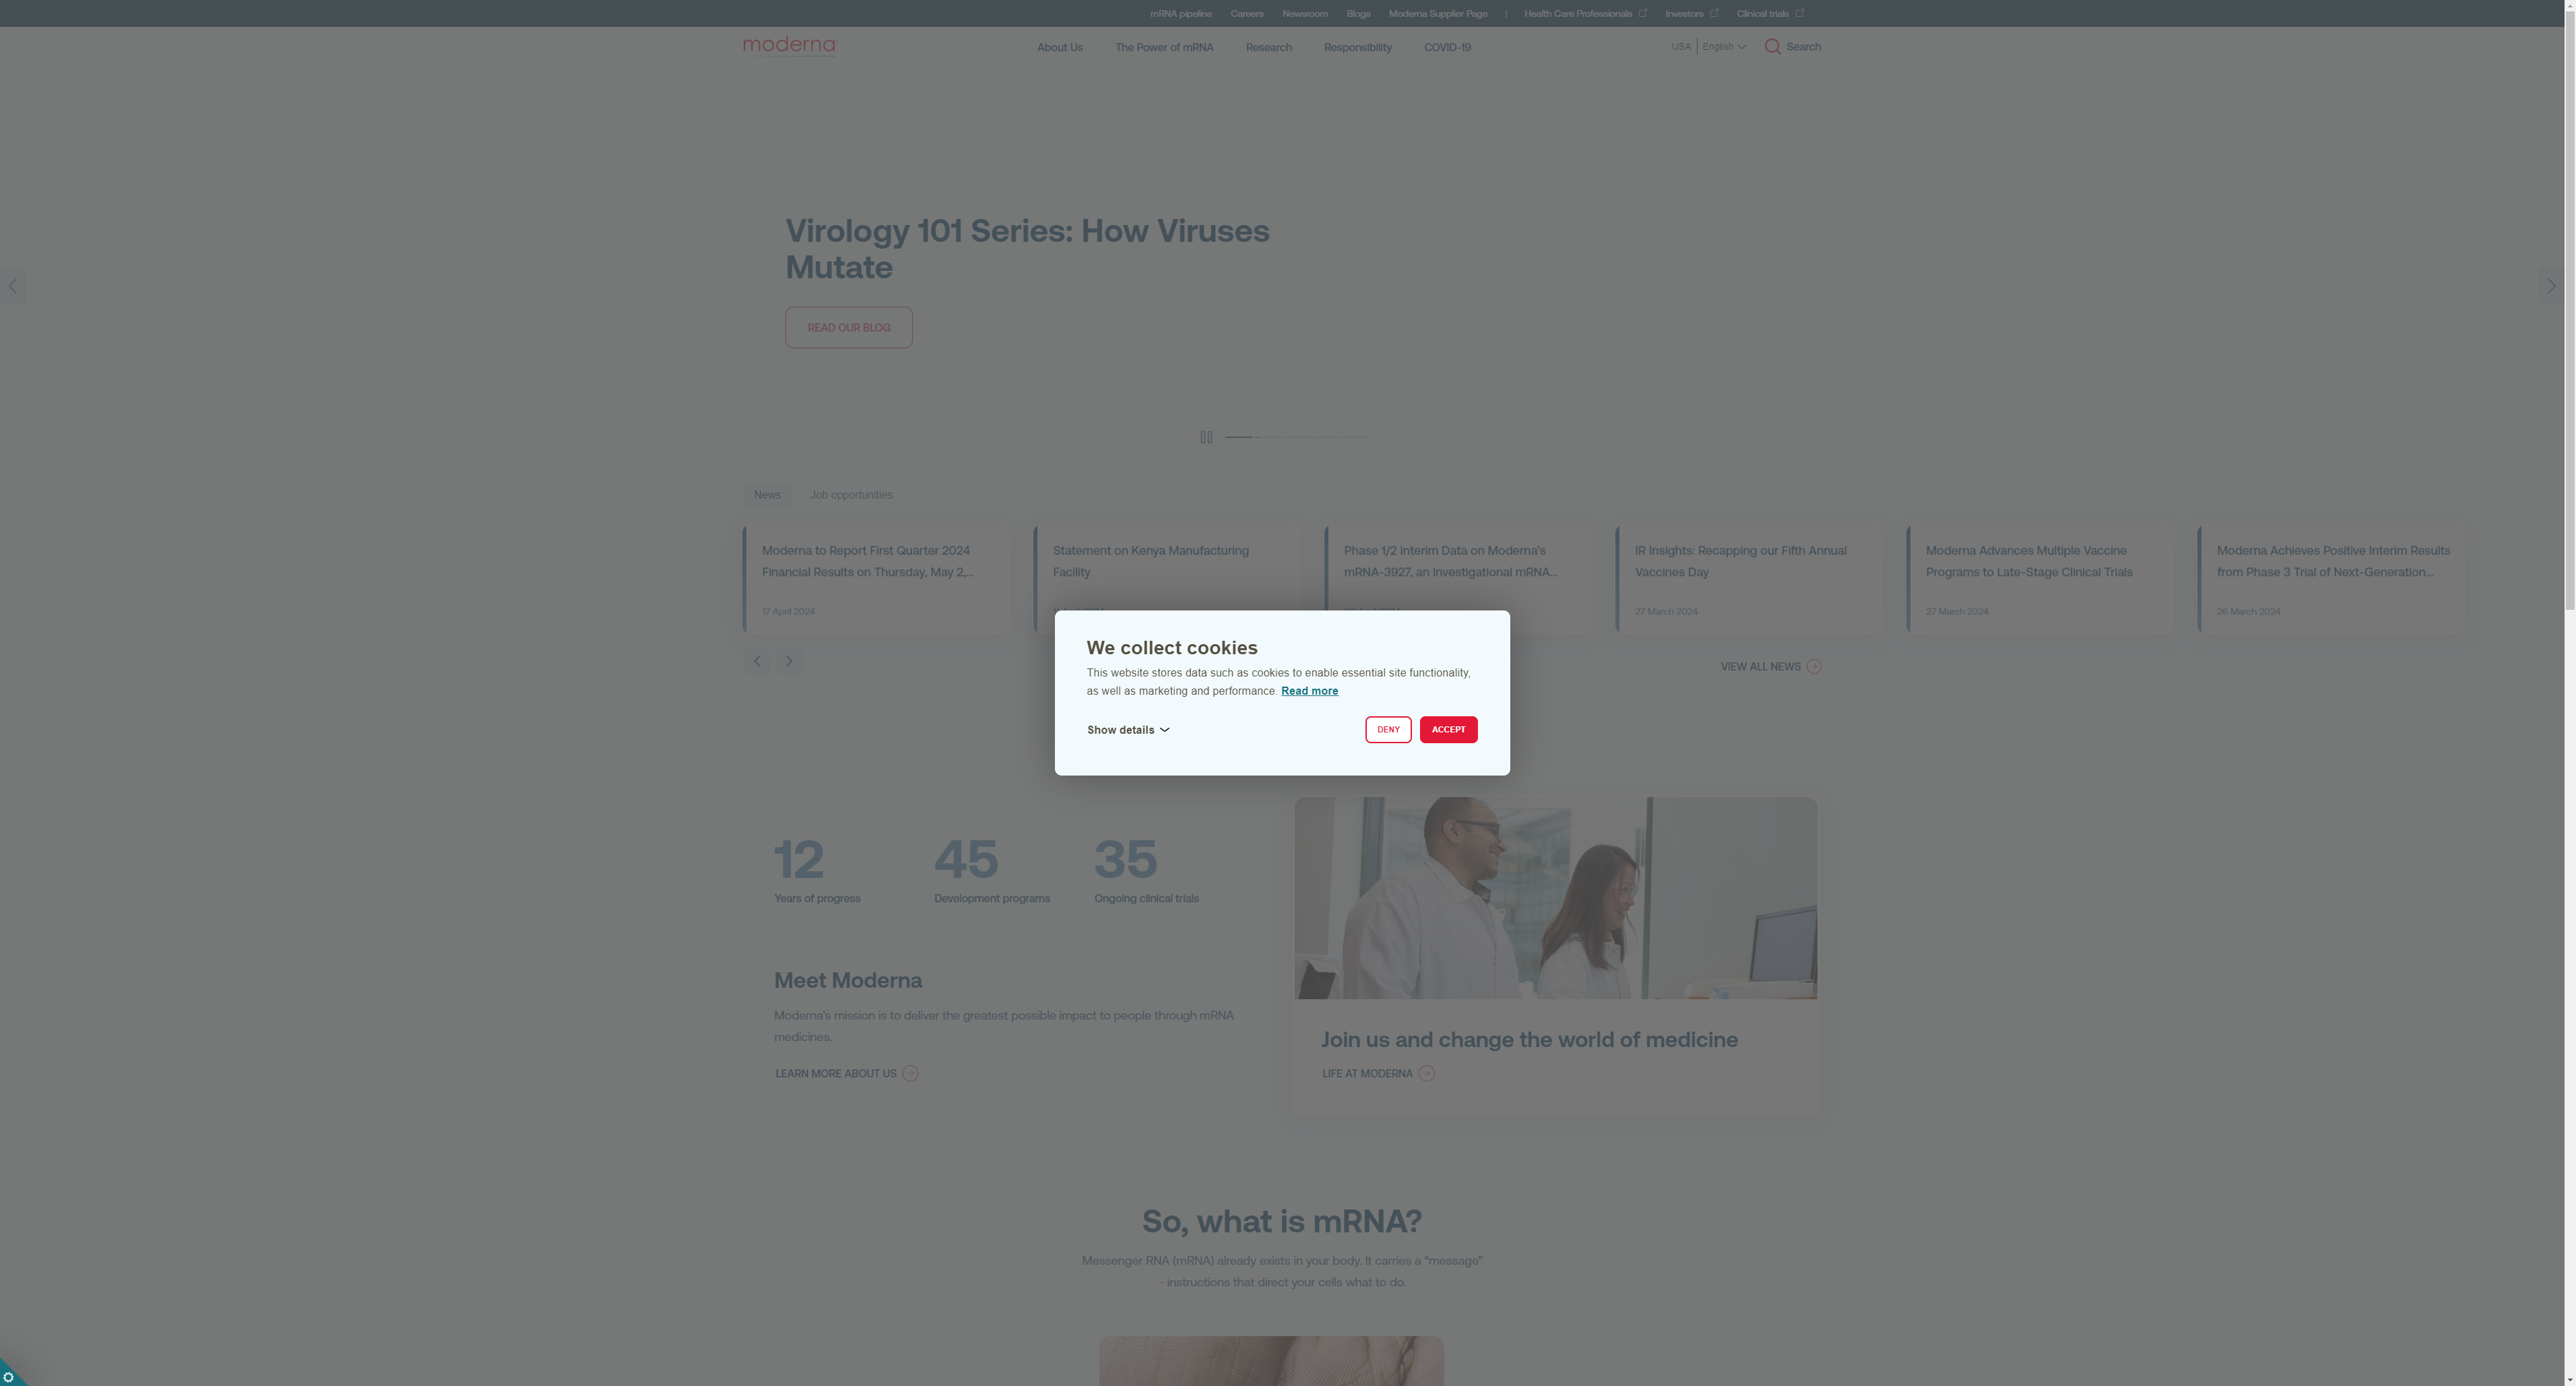 mRNA pipeline Careers Newsroom Blogs Moderna Supplier Page | Health Care Professionals Investors Clinical trials
moderna
About Us The Power of mRNA Research Responsibility COVID-19
USA English Search
Virology 101 Series: How Viruses
Mutate
READ OUR BLOG
News Job opportunities
Moderna to Report First Quarter 2024
Financial Results on Thursday, May 2,...
17 April 2024
Statement on Kenya Manufacturing
Facility
Phase 1/2 Interim Data on Moderna's
mRNA-3927, an Investigational mRNA...
IR Insights: Recapping our Fifth Annual
Vaccines Day
27 March 2024
Moderna Advances Multiple Vaccine
Programs to Late-Stage Clinical Trials
27 March 2024
Moderna Achieves Positive Interim Results
from Phase 3 Trial of Next-Generation...
26 March 2024
VIEW ALL NEWS
We collect cookies
This website stores data such as cookies to enable essential site functionality,
as well as marketing and performance. Read more
Show details
DENY
ACCEPT
12
Years of progress
45
Development programs
35
Ongoing clinical trials
Meet Moderna
Moderna's mission is to deliver the greatest possible impact to people through mRNA
medicines.
LEARN MORE ABOUT US
Join us and change the world of medicine
LIFE AT MODERNA
So, what is mRNA?
Messenger RNA (mRNA) already exists in your body. It carries a “message”
- instructions that direct your cells what to do.